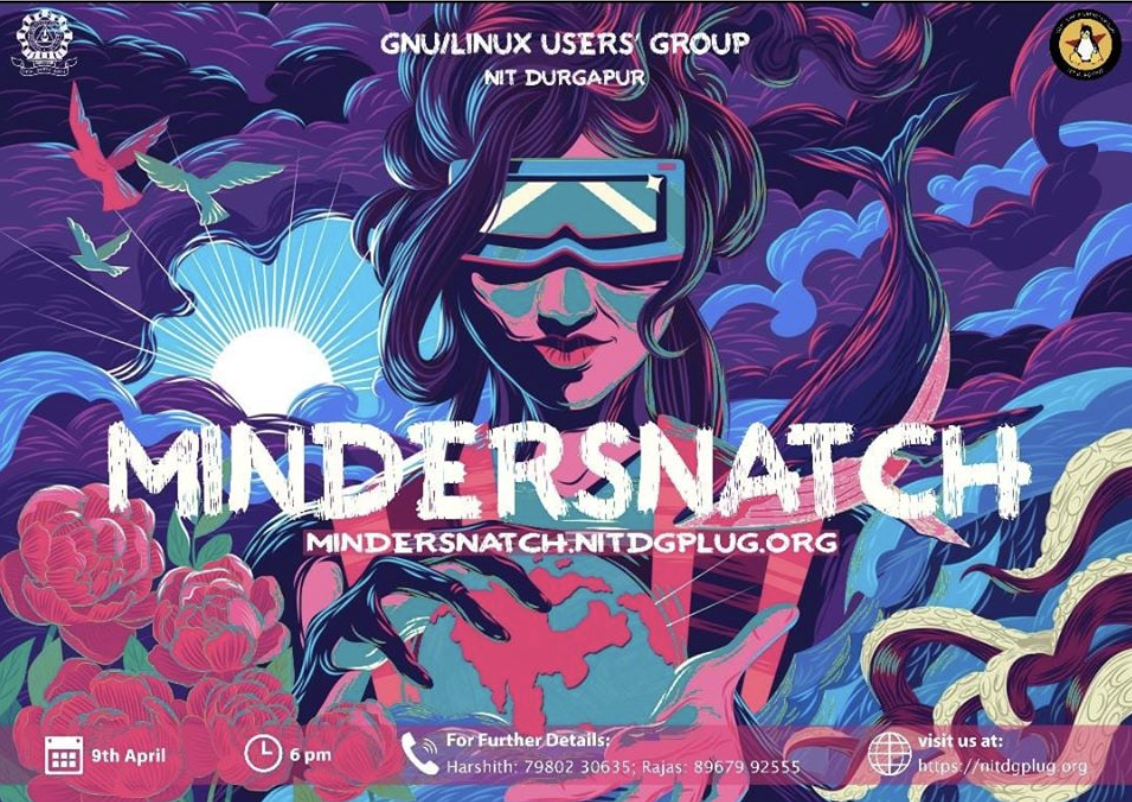 GNU/LINUX USERS' GROUP
NIT DURGAPUR
MINDERSNATCH
MINDERSNATCH.NITDGPLUG.ORG
9th April
6 pm
For Further Details:
Harshith: 79802 30635; Rajas: 89679 92555
visit us at:
https://nitdgplug.org